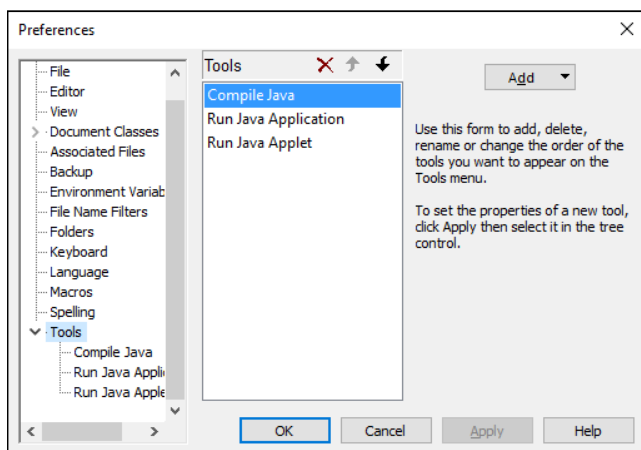 Preferences
File
Editor
View
Document Classes
Associated Files
Backup
Environment Variab
File Name Filters
Folders
Keyboard
Language
Macros
Spelling
Tools
Compile Java
Run Java Appli
Run Java Apple
Tools
Compile Java
Run Java Application
Run Java Applet
Add
Use this form to add, delete,
rename or change the order of the
tools you want to appear on the
Tools menu.
To set the properties of a new tool,
click Apply then select it in the tree
control.
OK
Cancel
Apply
Help